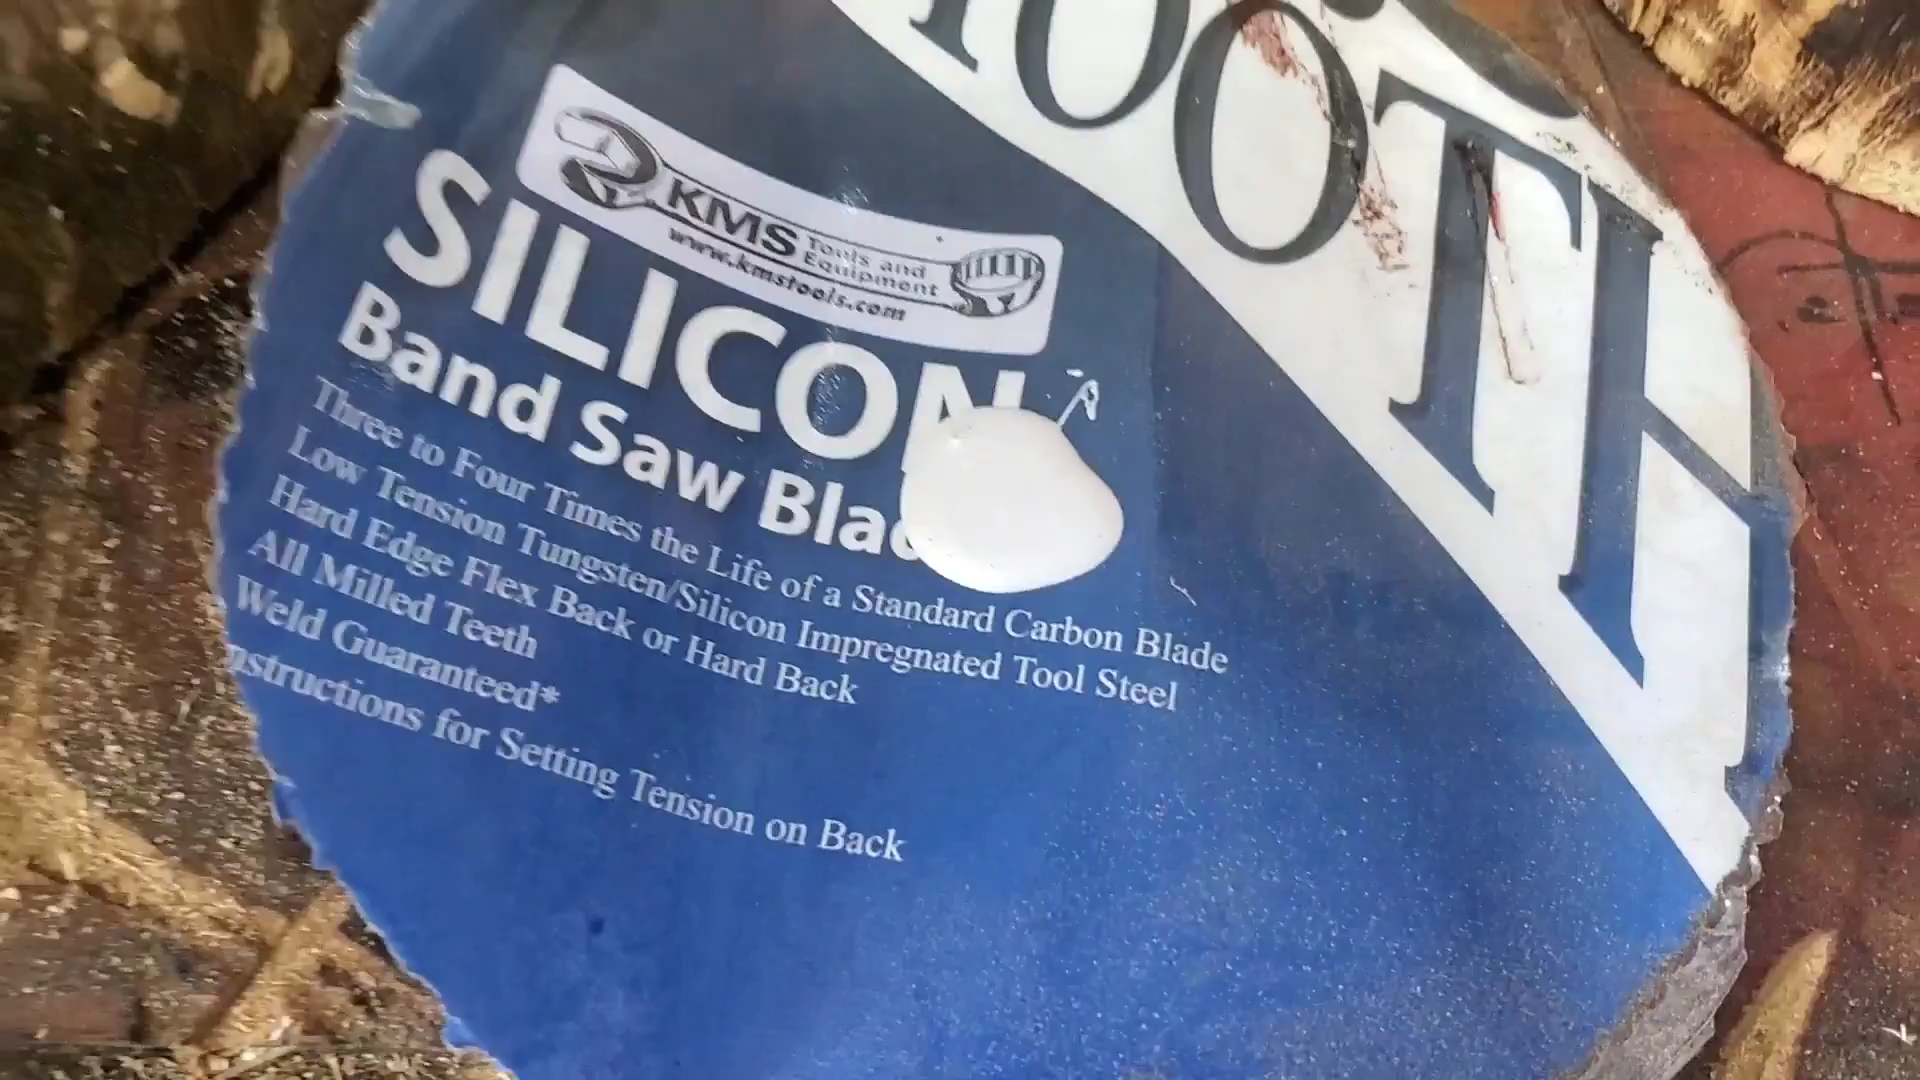 TOOTH
KMS Tools and Equipment
www.kmstools.com
SILICON
Band Saw
Three to Four Times the Life of a Standard Carbon Blade
Low Tension Tungsten/Silicon Impregnated Tool Steel
Hard Edge Flex Back or Hard Back
All Milled Teeth
Weld Guaranteed*
nstructions for Setting Tension on Back